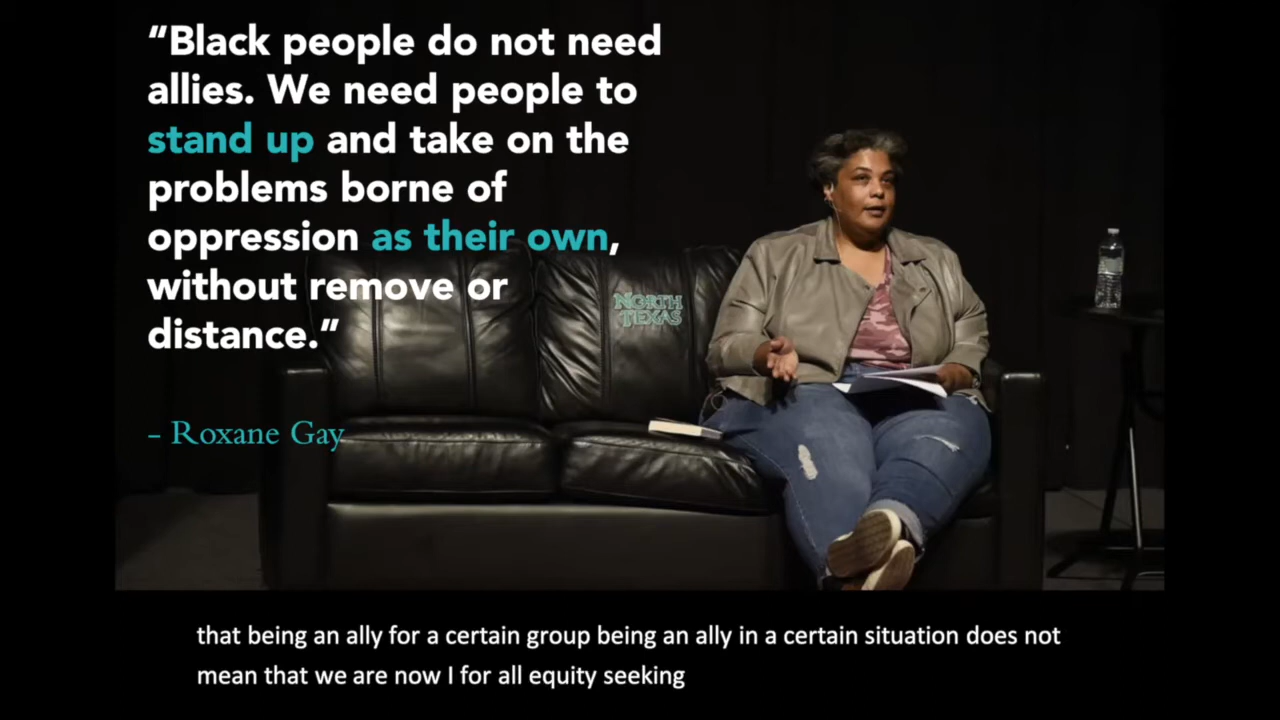 “Black people do not need
allies. We need people to
stand up and take on the
problems borne of
oppression as their own,
without remove or
distance.”
NORTH
TEXAS
– Roxane Gay
that being an ally for a certain group being an ally in a certain situation does not
mean that we are now I for all equity seeking